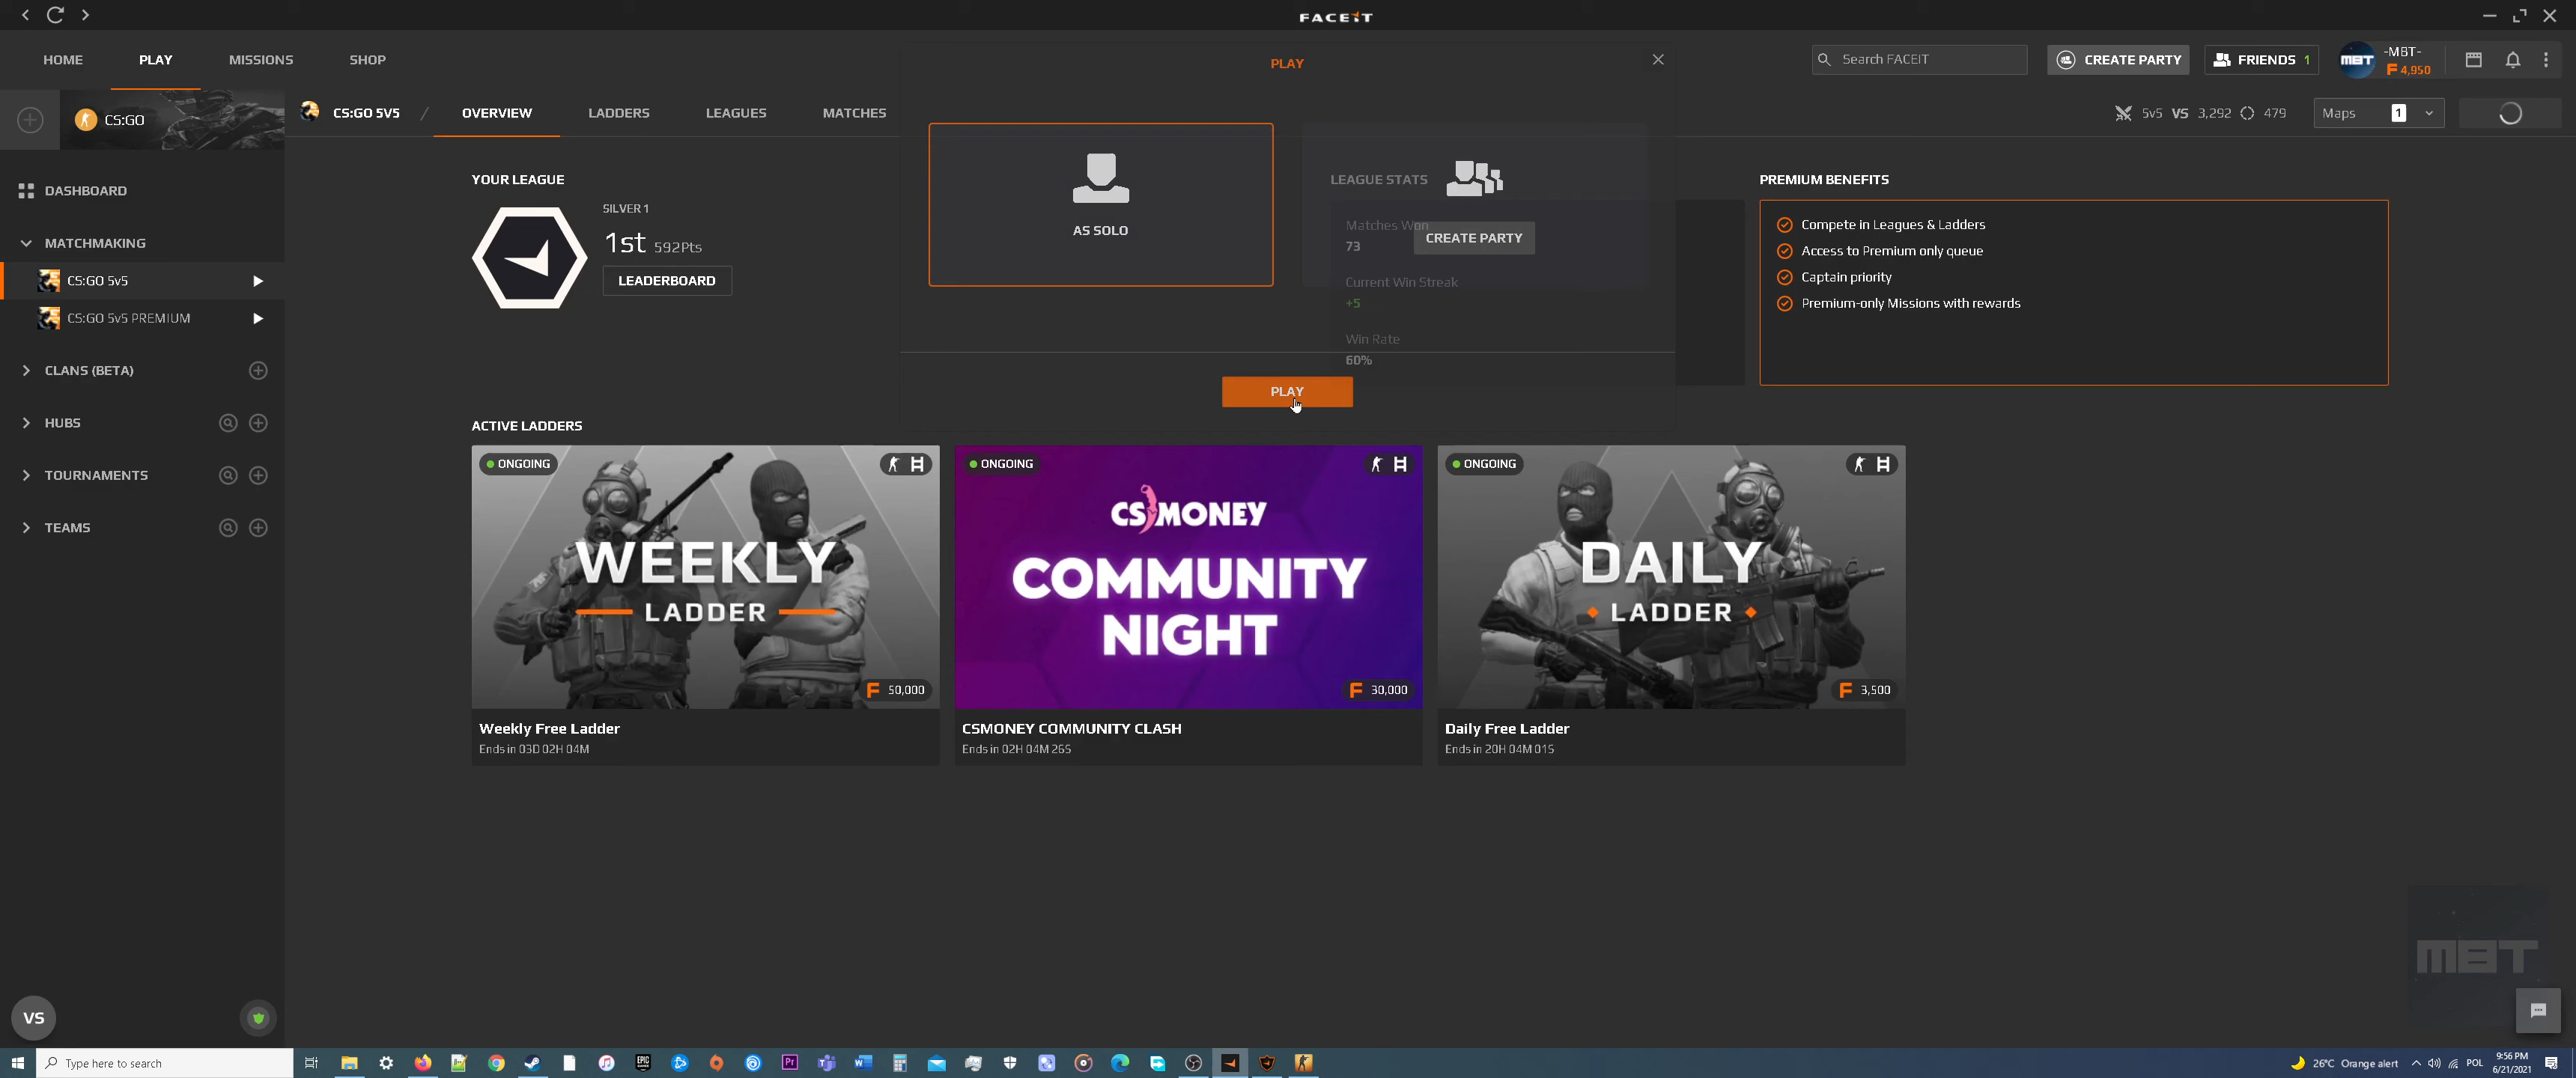 FACEIT
HOME PLAY MISSIONS SHOP
PLAY
Search FACEIT
CREATE PARTY
FRIENDS 1
MBT
-MBT-
F 4,950
CS:GO
CS:GO 5V5 / OVERVIEW LADDERS LEAGUES MATCHES
5v5 VS 3,292 479
Maps 1
DASHBOARD
MATCHMAKING
CS:GO 5v5
CS:GO 5v5 PREMIUM
CLANS (BETA)
HUBS
TOURNAMENTS
TEAMS
VS
YOUR LEAGUE
SILVER 1
1st 592Pts
LEADERBOARD
AS SOLO
LEAGUE STATS
Matches Won
73
CREATE PARTY
Current Win Streak
+5
Win Rate
60%
PLAY
PREMIUM BENEFITS
Compete in Leagues & Ladders
Access to Premium only queue
Captain priority
Premium-only Missions with rewards
ACTIVE LADDERS
ONGOING
WEEKLY
LADDER
F 50,000
Weekly Free Ladder
Ends in 03D 02H 04M
ONGOING
CS MONEY
COMMUNITY
NIGHT
F 30,000
CSMONEY COMMUNITY CLASH
Ends in 02H 04M 26S
ONGOING
DAILY
LADDER
F 3,500
Daily Free Ladder
Ends in 20H 04M 01S
MBT
Type here to search
EPIC
Pr
26°C Orange alert
POL
9:56 PM
6/21/2021